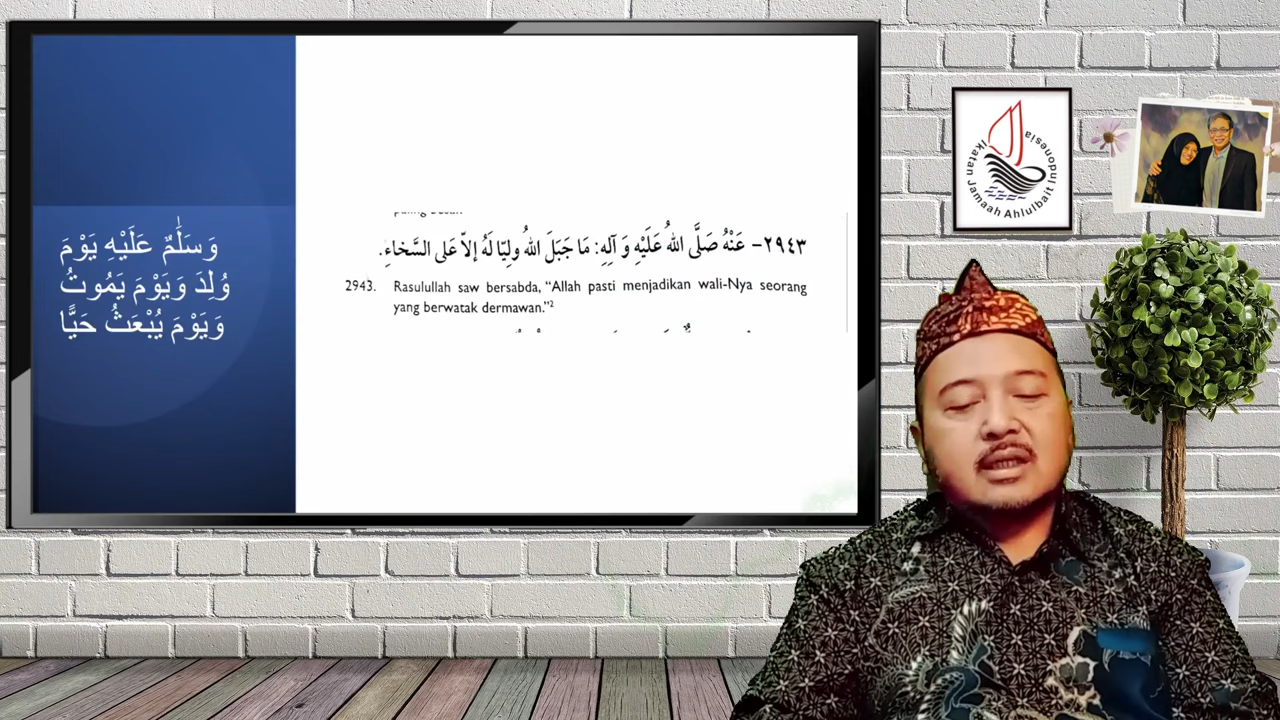 وَسَلَٰمٌ عَلَيْهِ يَوْمَ
وُلِدَ وَيَوْمَ يَمُوتُ
وَيَوْمَ يُبْعَثُ حَيًّا
٢٩٤٣- عَنْهُ صَلَّى اللهُ عَلَيْهِ وَ آلِهِ: مَا جَبَلَ اللهُ وَلِيّا لَهُ إلاّ عَلى السَّخاءِ.
2943. Rasulullah saw bersabda, “Allah pasti menjadikan wali-Nya seorang
yang berwatak dermawan.”2
Ikatan Jamaah Ahlulbait Indonesia